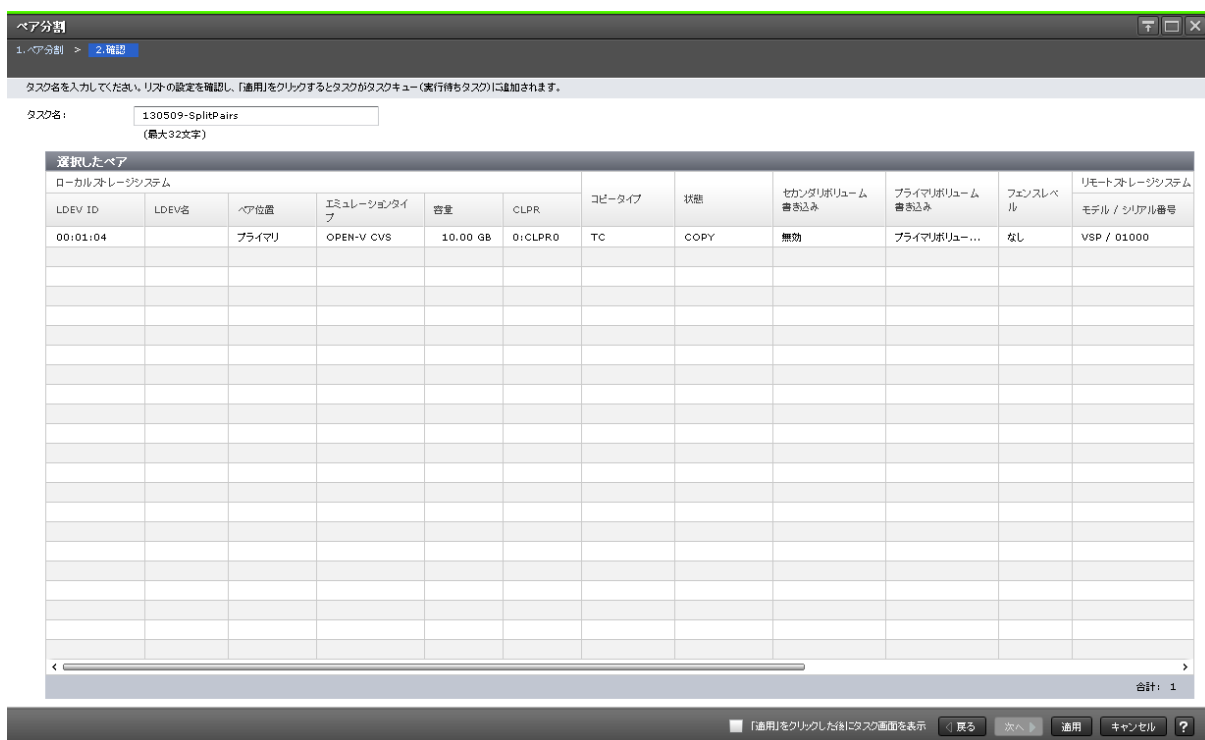 ペア分割
1.ペア分割 > 2.確認
タスク名を入力してください。リストの設定を確認し、「適用」をクリックするとタスクがタスクキュー(実行待ちタスク)に追加されます。
タスク名: 130509-SplitPairs
(最大32文字)
選択したペア
ローカルストレージシステム コピータイプ 状態 セカンダリボリューム書き込み プライマリボリューム書き込み フェンスレベル リモートストレージシステム
LDEV ID LDEV名 ペア位置 エミュレーションタイプ 容量 CLPR モデル / シリアル番号
00:01:04 プライマリ OPEN-V CVS 10.00 GB 0:CLPR0 TC COPY 無効 プライマリボリュー... なし VSP / 01000
合計: 1
「適用」をクリックした後にタスク画面を表示 戻る 次へ 適用 キャンセル ?